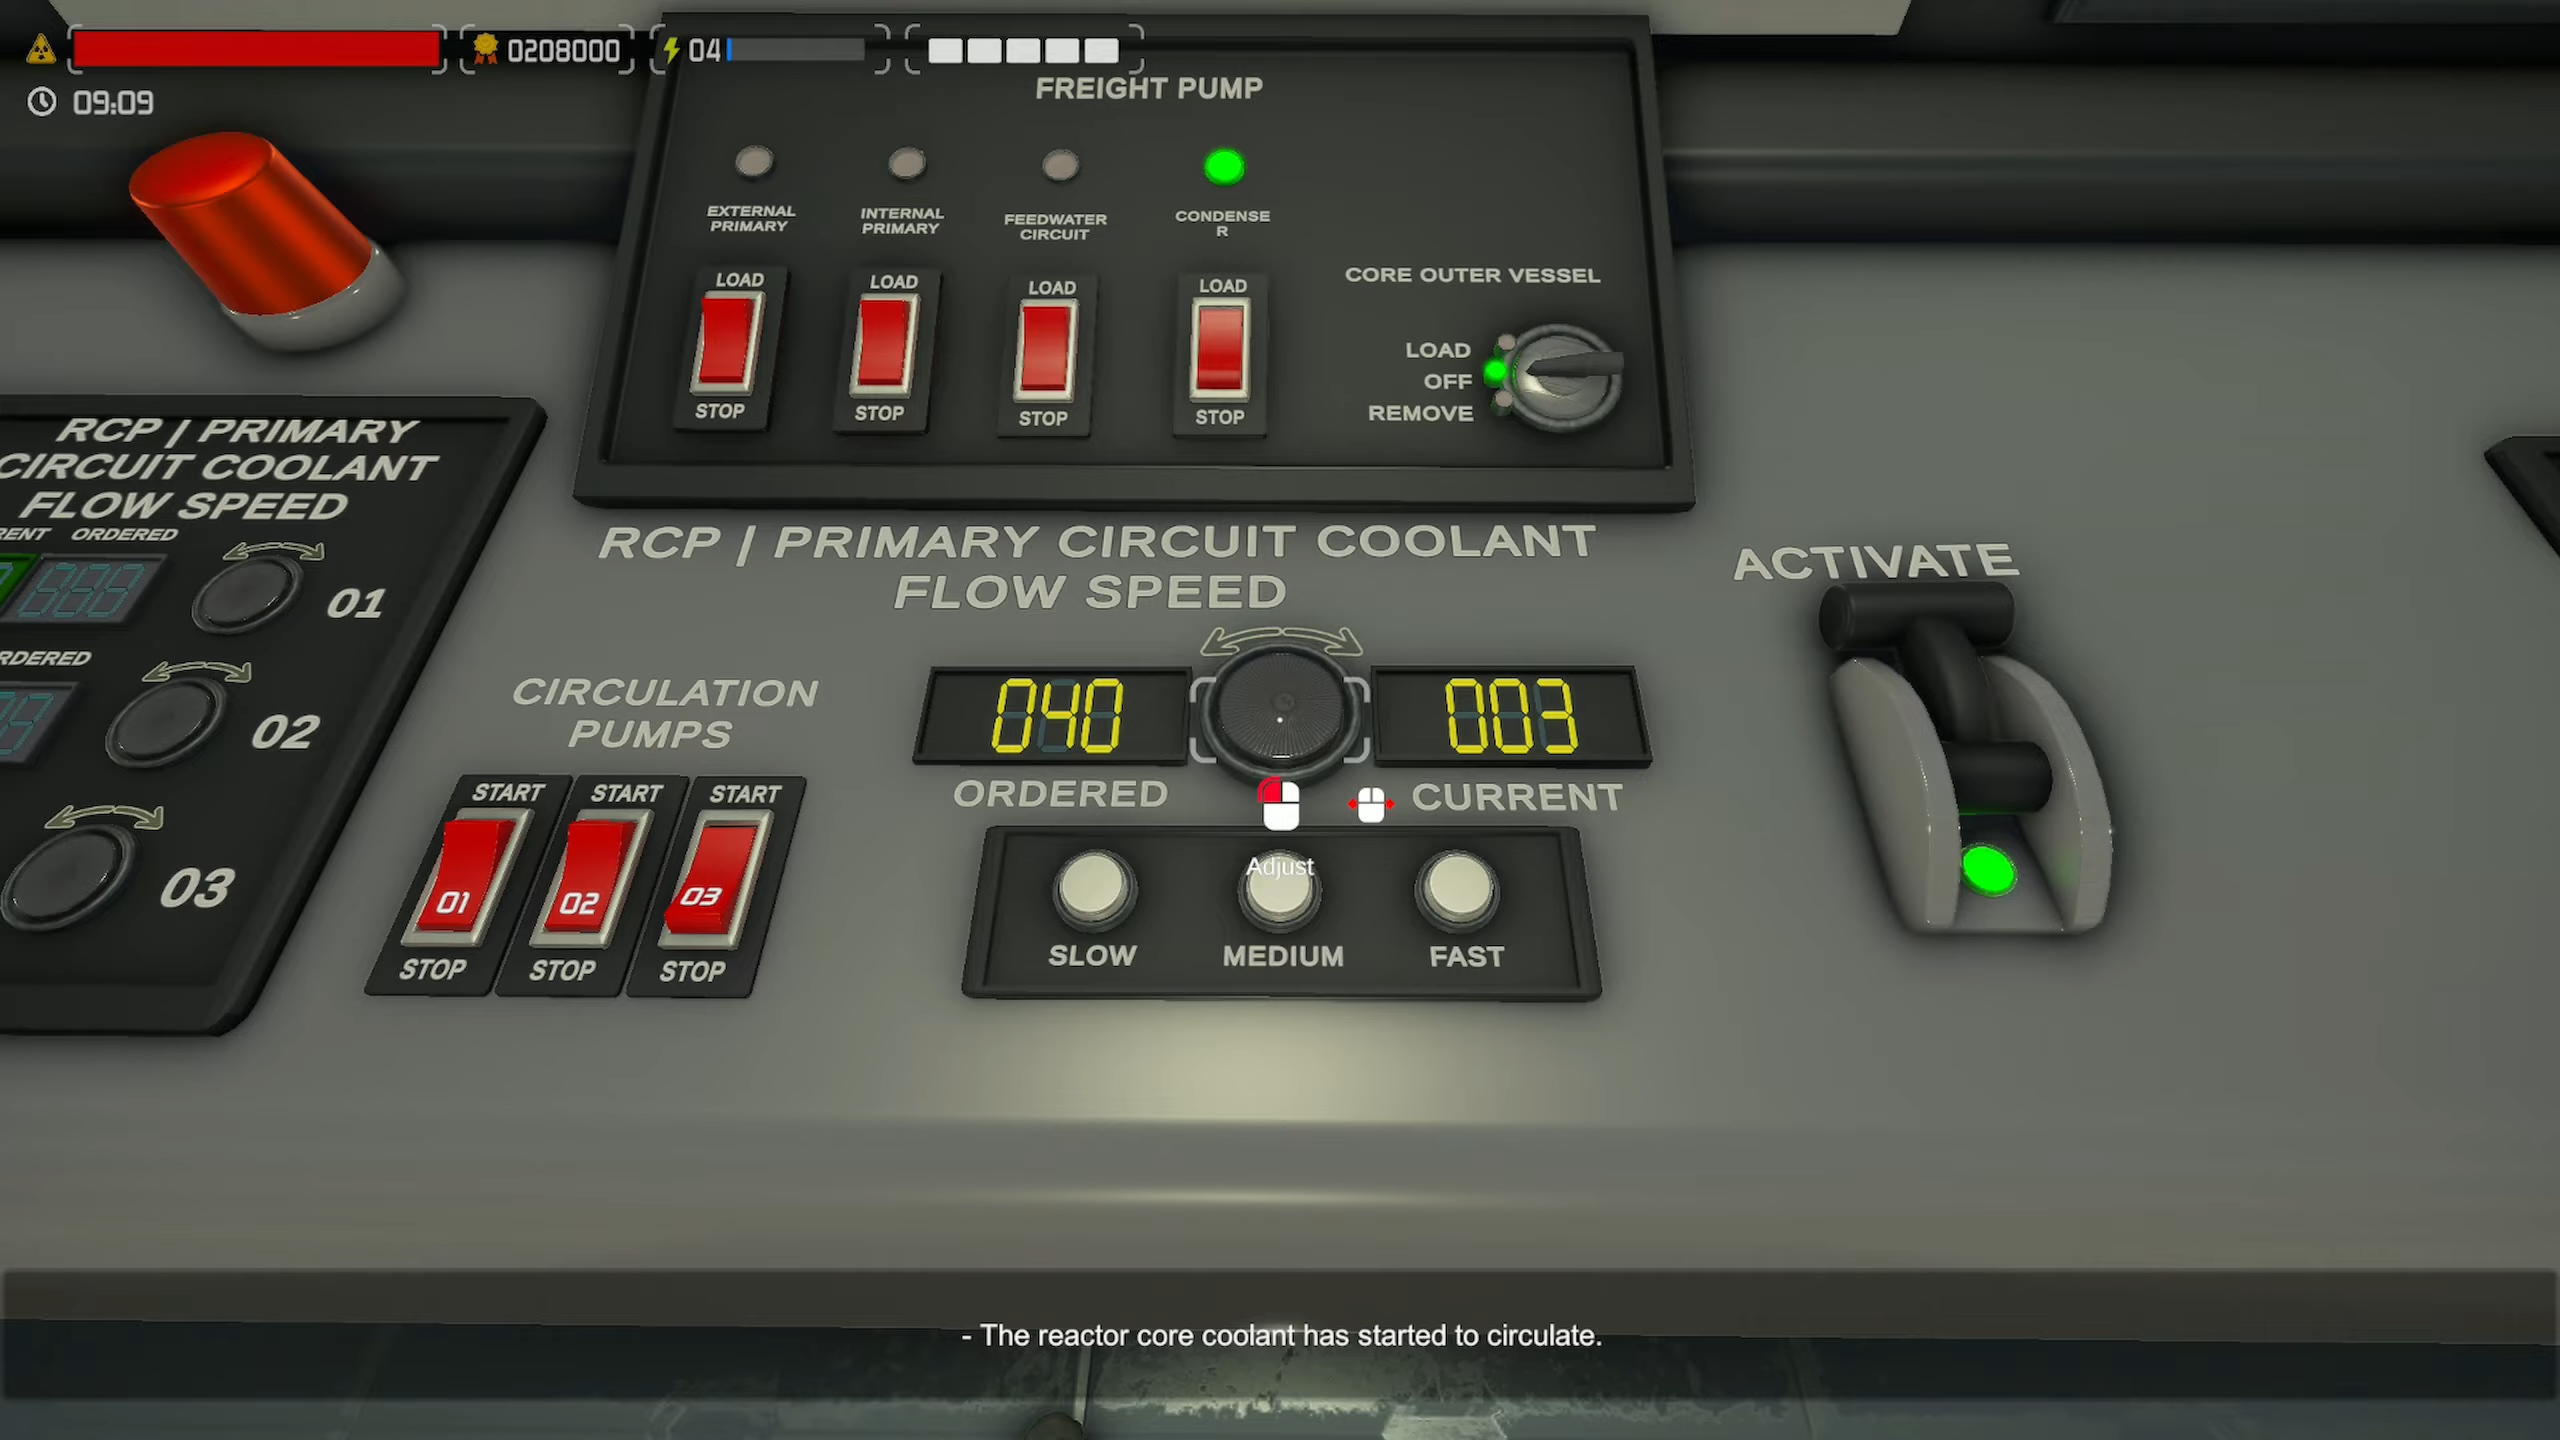 0208000
04
09:09
FREIGHT PUMP
EXTERNAL
PRIMARY
INTERNAL
PRIMARY
FEEDWATER
CIRCUIT
CONDENSE
R
LOAD
STOP
LOAD
STOP
LOAD
STOP
LOAD
STOP
CORE OUTER VESSEL
LOAD
OFF
REMOVE
RCP | PRIMARY
CIRCUIT COOLANT
FLOW SPEED
ORDERED
01
02
03
RCP | PRIMARY CIRCUIT COOLANT
FLOW SPEED
CIRCULATION
PUMPS
START
01
STOP
START
02
STOP
START
03
STOP
040
ORDERED
003
CURRENT
Adjust
SLOW
MEDIUM
FAST
ACTIVATE
- The reactor core coolant has started to circulate.